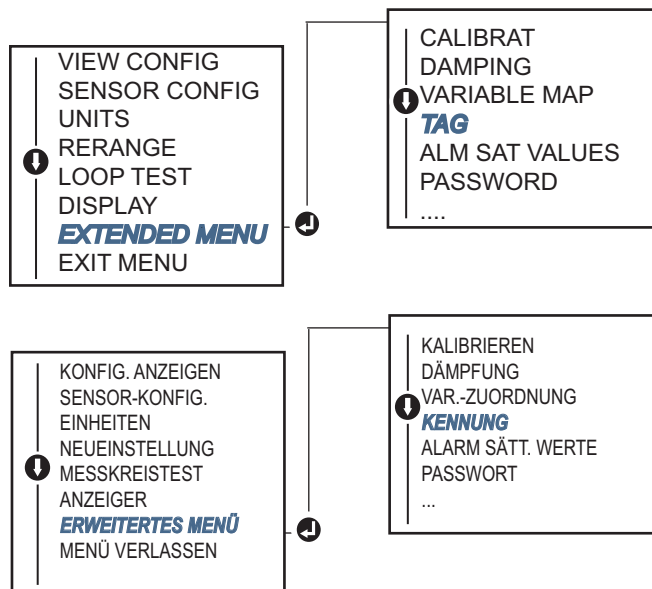 VIEW CONFIG
SENSOR CONFIG
UNITS
RERANGE
LOOP TEST
DISPLAY
EXTENDED MENU
EXIT MENU
CALIBRAT
DAMPING
VARIABLE MAP
TAG
ALM SAT VALUES
PASSWORD
....
KONFIG. ANZEIGEN
SENSOR-KONFIG.
EINHEITEN
NEUEINSTELLUNG
MESSKREISTEST
ANZEIGER
ERWEITERTES MENÜ
MENÜ VERLASSEN
KALIBRIEREN
DÄMPFUNG
VAR.-ZUORDNUNG
KENNUNG
ALARM SÄTT. WERTE
PASSWORT
...